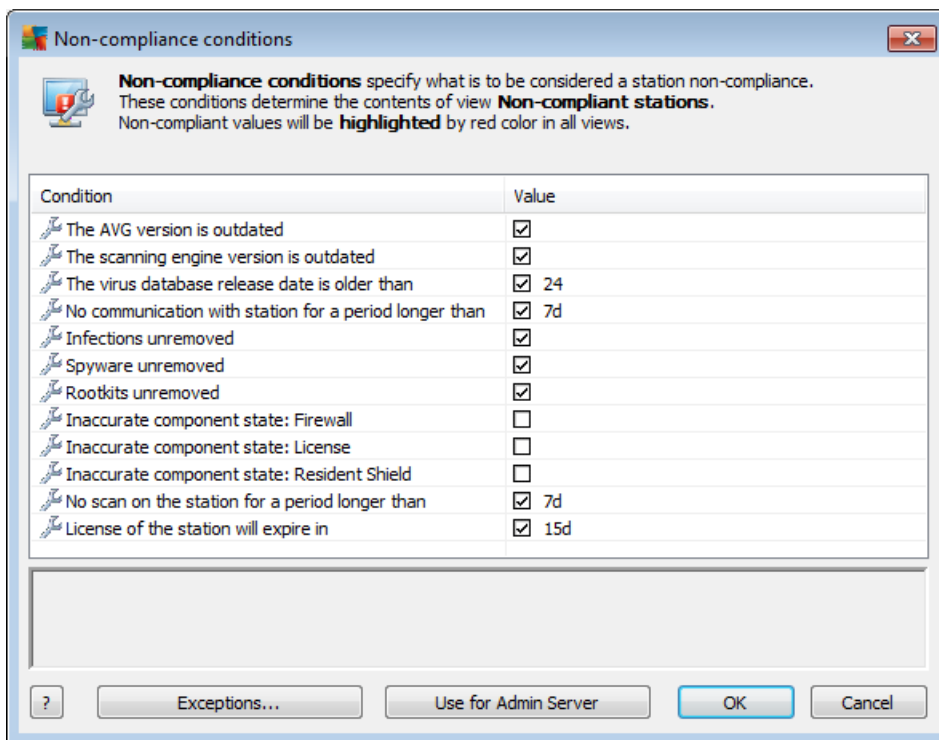 Non-compliance conditions
Non-compliance conditions specify what is to be considered a station non-compliance.
These conditions determine the contents of view Non-compliant stations.
Non-compliant values will be highlighted by red color in all views.
Condition Value
The AVG version is outdated
The scanning engine version is outdated
The virus database release date is older than 24
No communication with station for a period longer than 7d
Infections unremoved
Spyware unremoved
Rootkits unremoved
Inaccurate component state: Firewall
Inaccurate component state: License
Inaccurate component state: Resident Shield
No scan on the station for a period longer than 7d
License of the station will expire in 15d
? Exceptions... Use for Admin Server OK Cancel